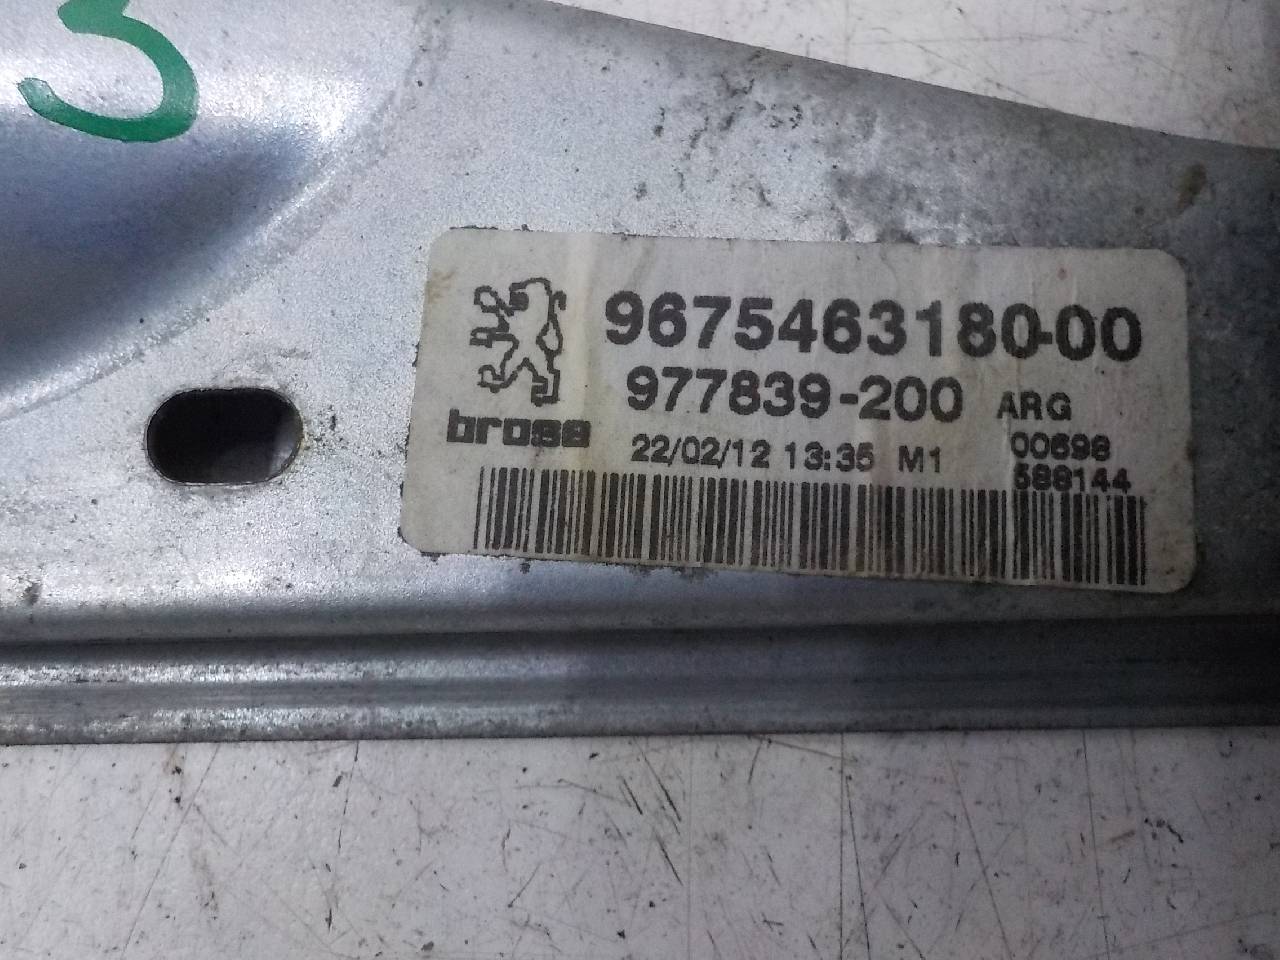 3
9675463180-00
977839-200 ARG
brose
22/02/12 13:35 M1
00698
588144